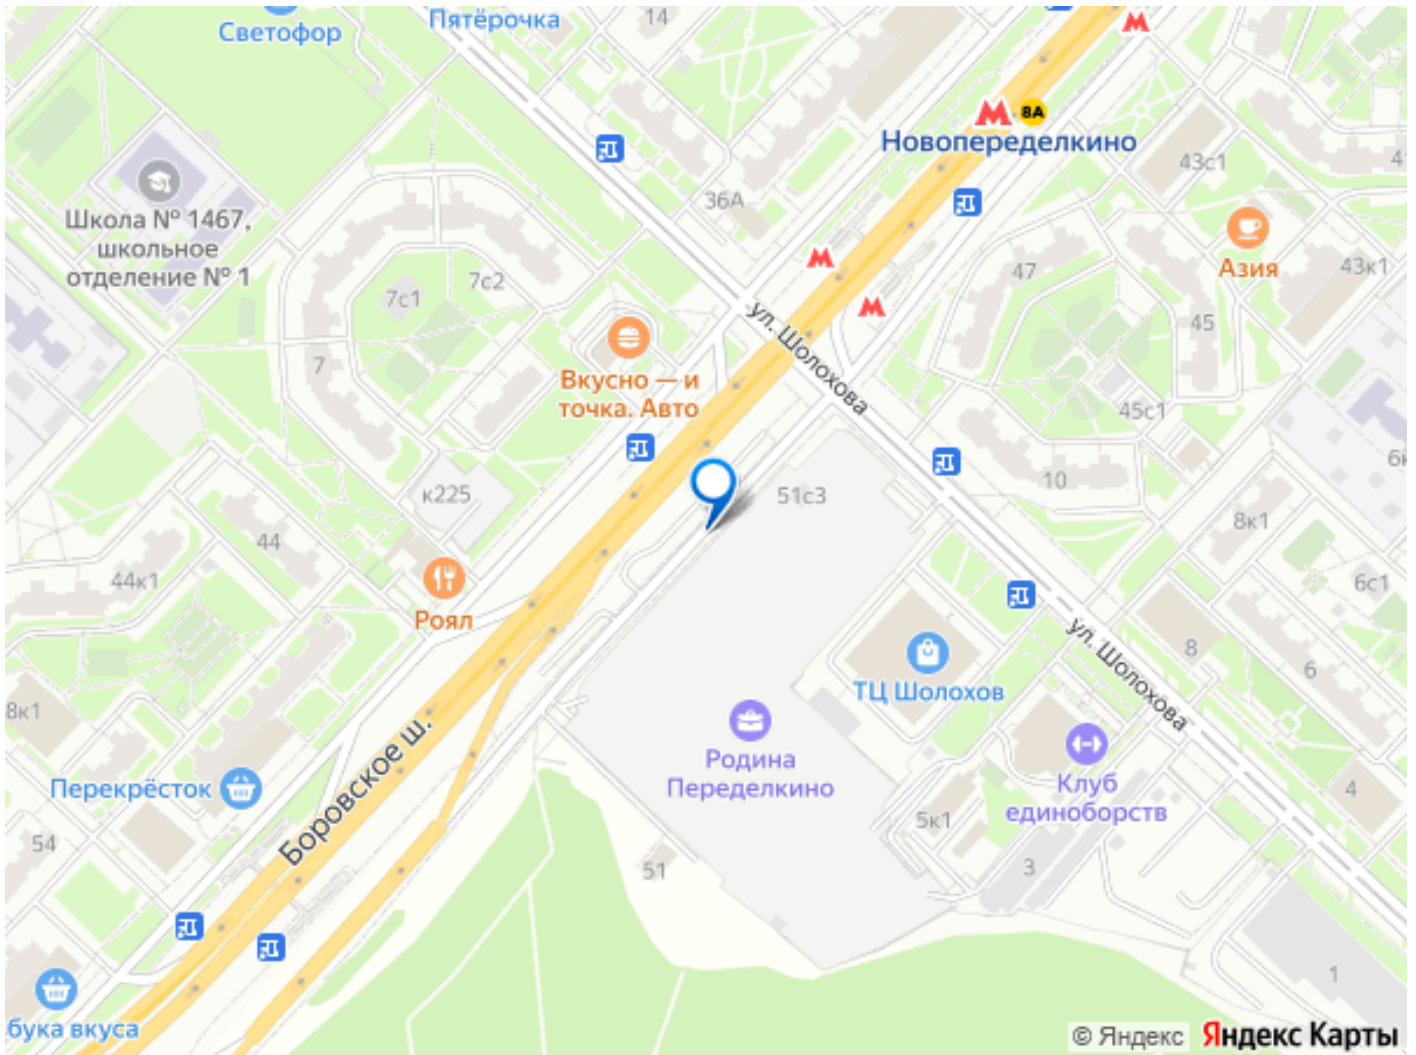 Светофор
Пятёрочка
14
8А
Новопеределкино
43с1
41
36А
Школа № 1467,
школьное
отделение № 1
Азия
43к1
47
7с2
7с1
45
7
ул. Шолохова
Вкусно — и
точка. Авто
45с1
10
к225
51с3
8к1
44
44к1
6с1
Роял
ул. Шолохова
8
6
ТЦ Шолохов
8к1
Боровское ш.
Родина
Переделкино
Перекрёсток
Клуб
единоборств
4
5к1
54
51
3
1
бука вкуса
© Яндекс
Яндекс Карты